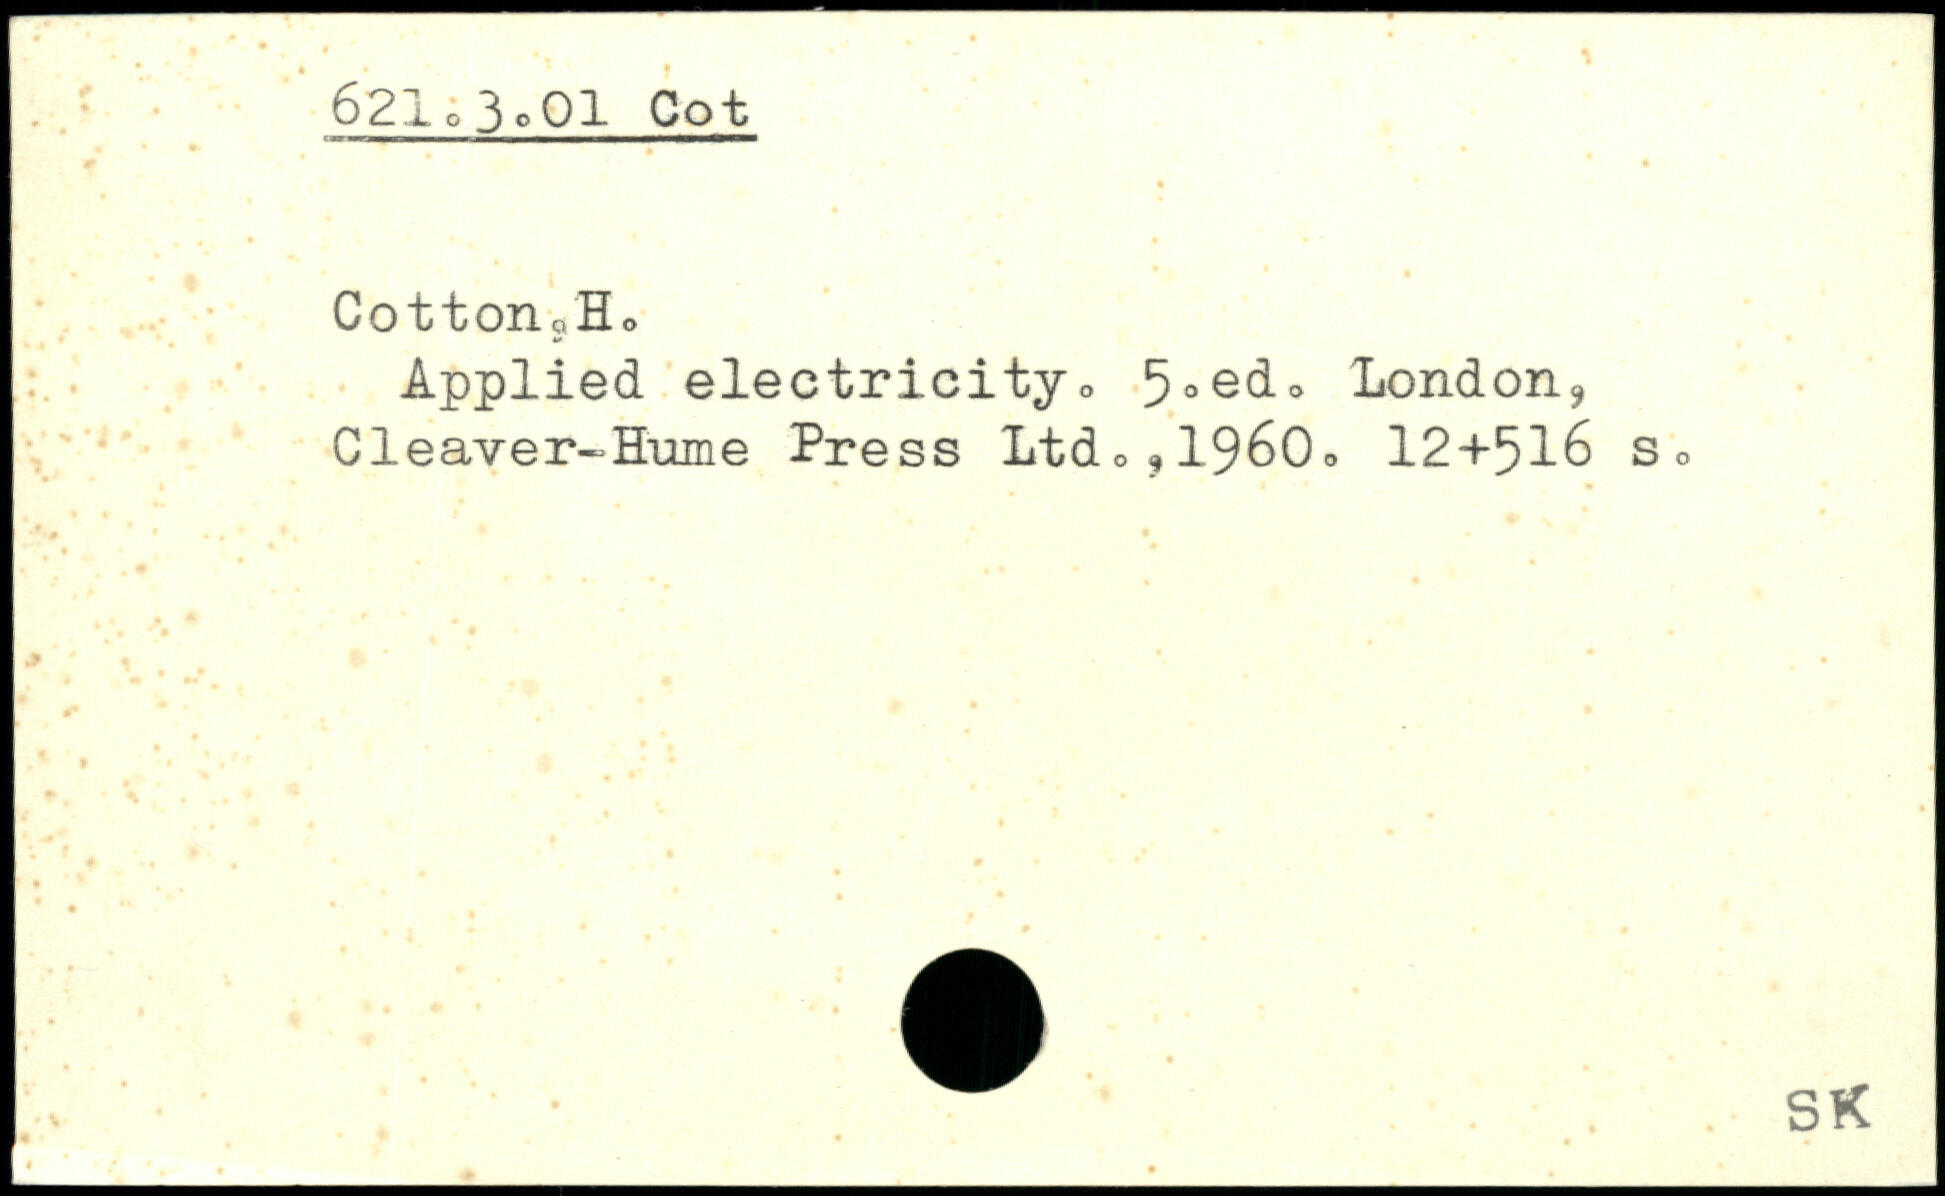 621.3.01 Cot
Cotton,H.
Applied electricity. 5.ed. London,
Cleaver-Hume Press Ltd.,1960. 12+516 s.
SK